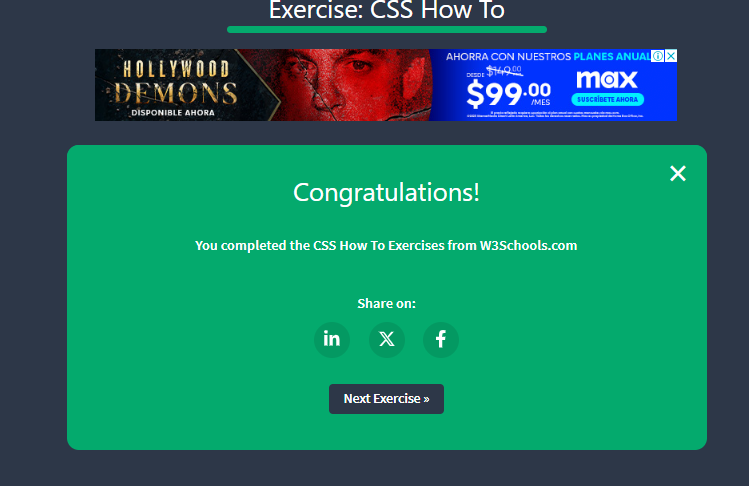 Exercise: CSS How To
HOLLYWOOD
DEMONS
DISPONIBLE AHORA
AHORRA CON NUESTROS PLANES ANUAL
DESDE $149.00
$99.00
/MES
max
SUSCRÍBETE AHORA
×
Congratulations!
You completed the CSS How To Exercises from W3Schools.com
Share on:
in X f
Next Exercise »